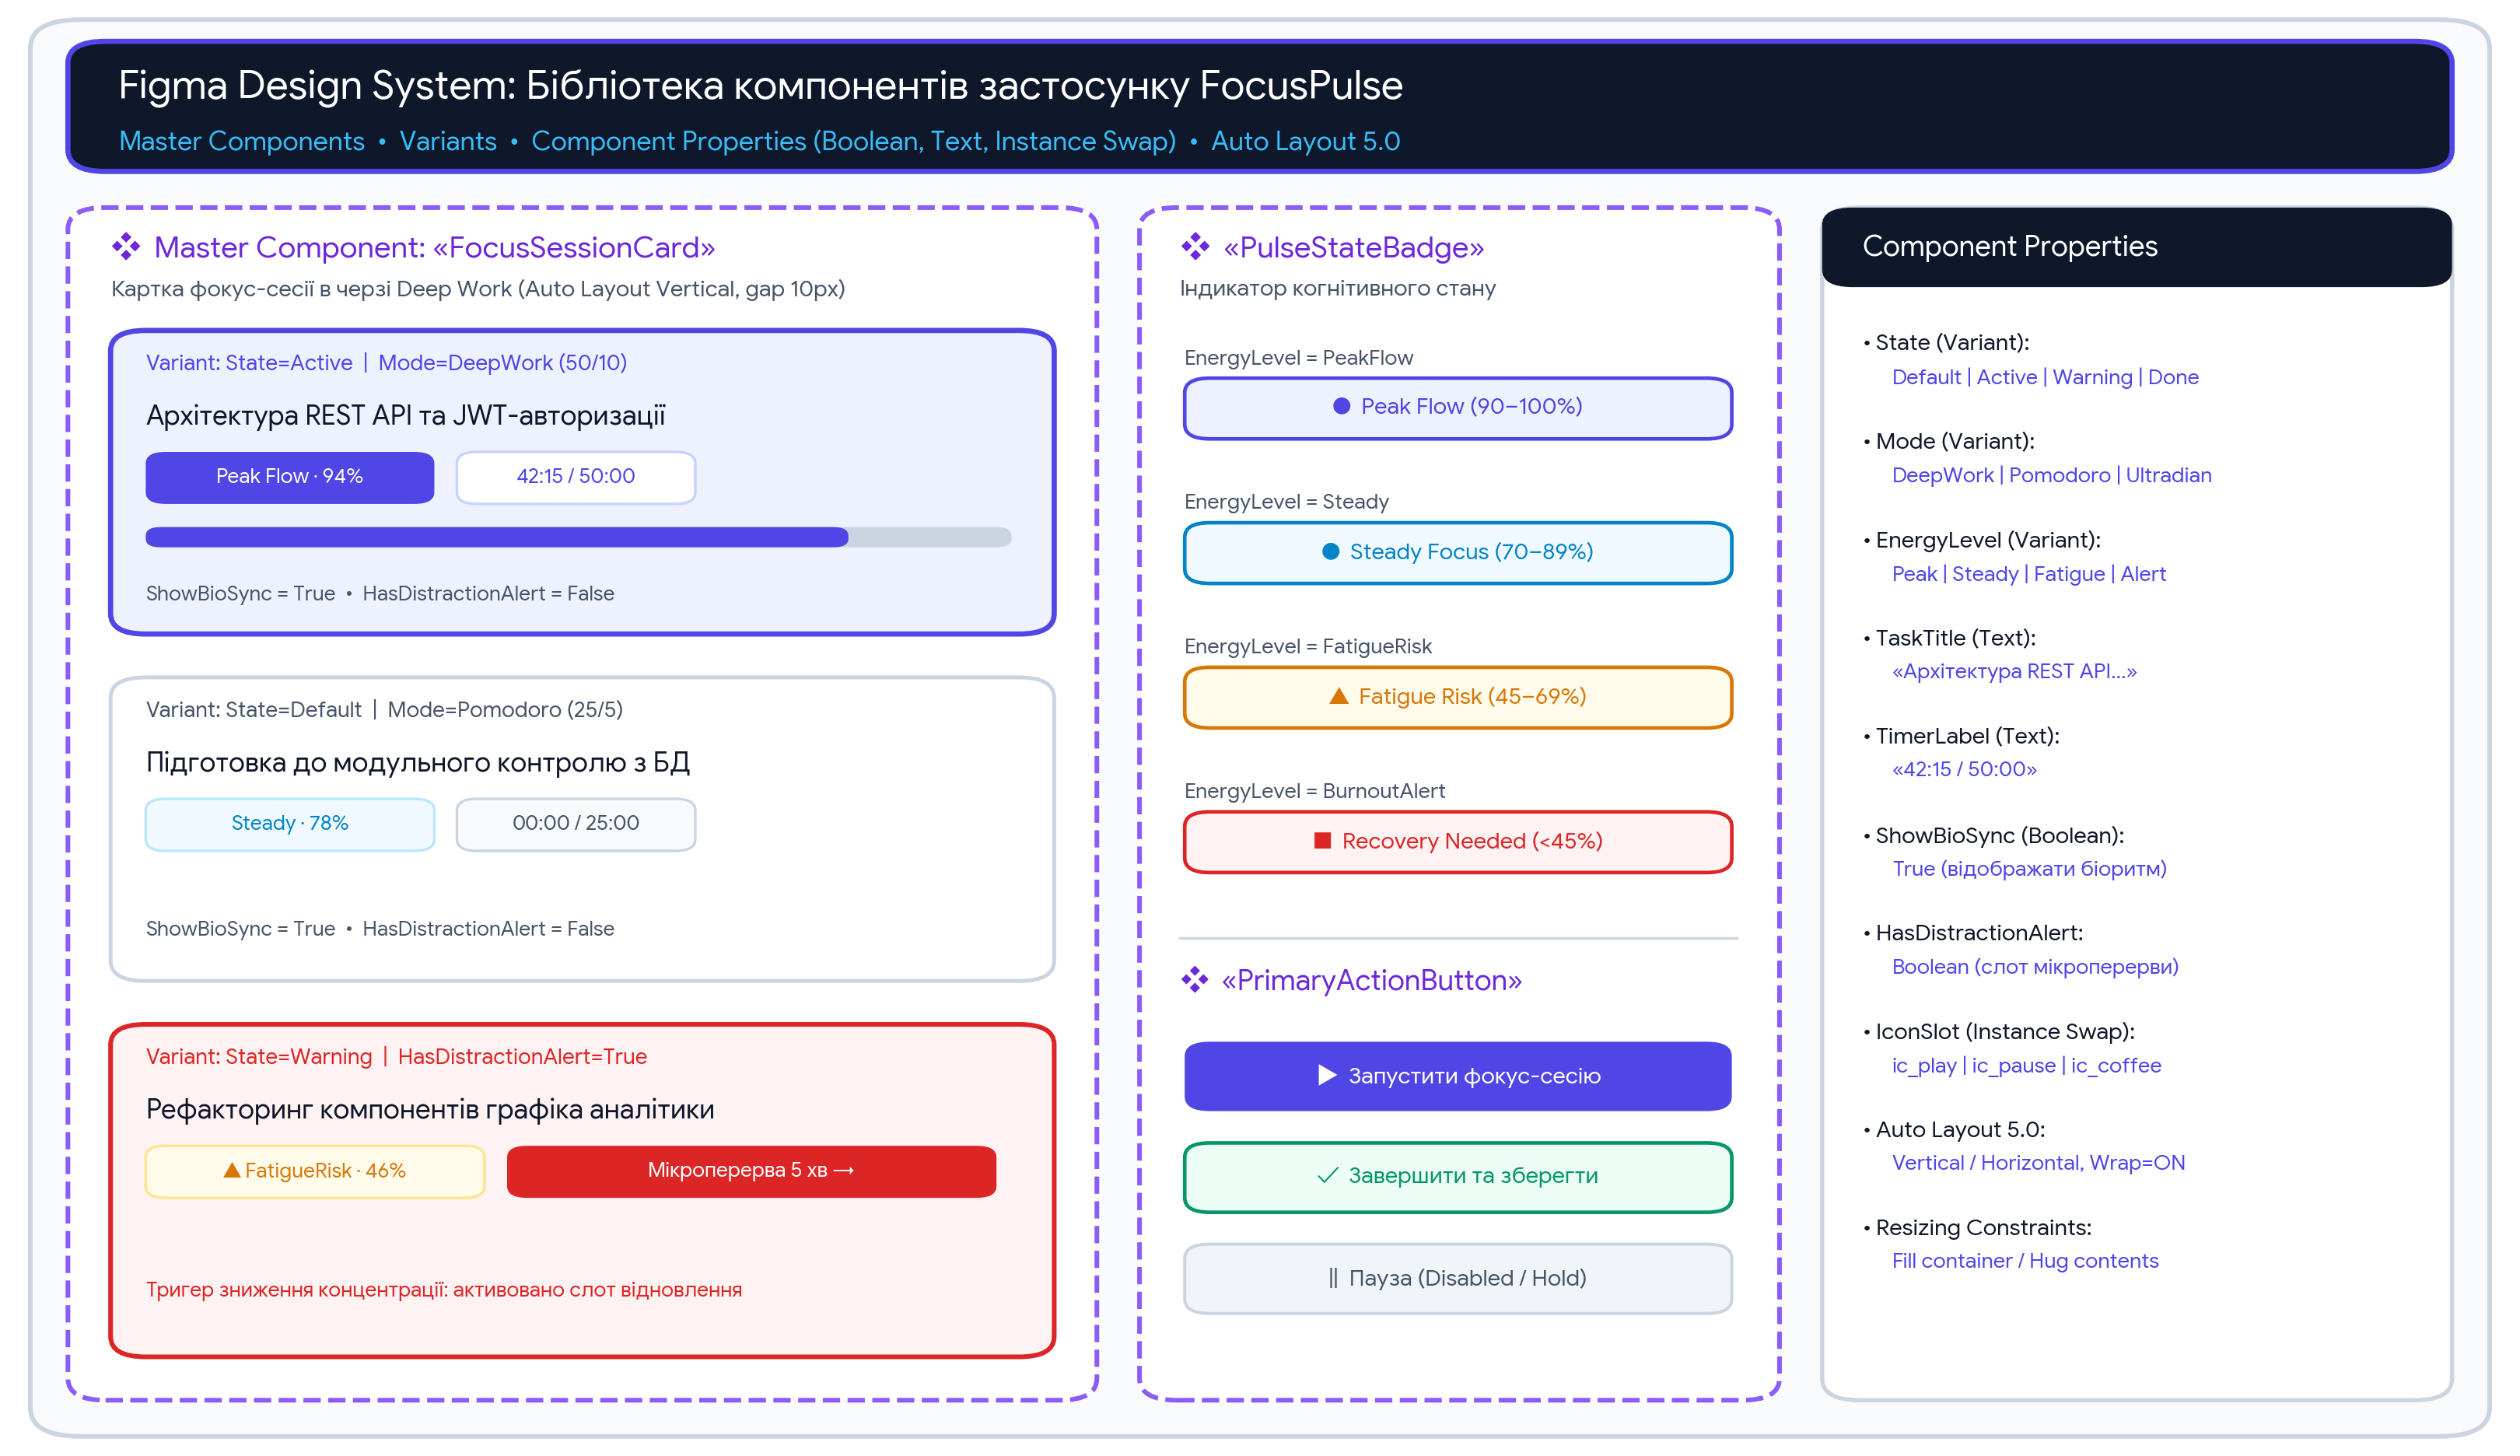 Figma Design System: Бібліотека компонентів застосунку FocusPulse
Master Components • Variants • Component Properties (Boolean, Text, Instance Swap) • Auto Layout 5.0
Master Component: «FocusSessionCard»
Картка фокус-сесії в черзі Deep Work (Auto Layout Vertical, gap 10px)
Variant: State=Active | Mode=DeepWork (50/10)
Архітектура REST API та JWT-авторизації
Peak Flow · 94%
42:15 / 50:00
ShowBioSync = True • HasDistractionAlert = False
Variant: State=Default | Mode=Pomodoro (25/5)
Підготовка до модульного контролю з БД
Steady · 78%
00:00 / 25:00
ShowBioSync = True • HasDistractionAlert = False
Variant: State=Warning | HasDistractionAlert=True
Рефакторинг компонентів графіка аналітики
▲ FatigueRisk · 46%
Мікроперерва 5 хв →
Тригер зниження концентрації: активовано слот відновлення
«PulseStateBadge»
Індикатор когнітивного стану
EnergyLevel = PeakFlow
● Peak Flow (90–100%)
EnergyLevel = Steady
● Steady Focus (70–89%)
EnergyLevel = FatigueRisk
▲ Fatigue Risk (45–69%)
EnergyLevel = BurnoutAlert
■ Recovery Needed (<45%)
«PrimaryActionButton»
▶ Запустити фокус-сесію
✓ Завершити та зберегти
|| Пауза (Disabled / Hold)
Component Properties
• State (Variant):
Default | Active | Warning | Done
• Mode (Variant):
DeepWork | Pomodoro | Ultradian
• EnergyLevel (Variant):
Peak | Steady | Fatigue | Alert
• TaskTitle (Text):
«Архітектура REST API...»
• TimerLabel (Text):
«42:15 / 50:00»
• ShowBioSync (Boolean):
True (відображати біоритм)
• HasDistractionAlert:
Boolean (слот мікроперерви)
• IconSlot (Instance Swap):
ic_play | ic_pause | ic_coffee
• Auto Layout 5.0:
Vertical / Horizontal, Wrap=ON
• Resizing Constraints:
Fill container / Hug contents